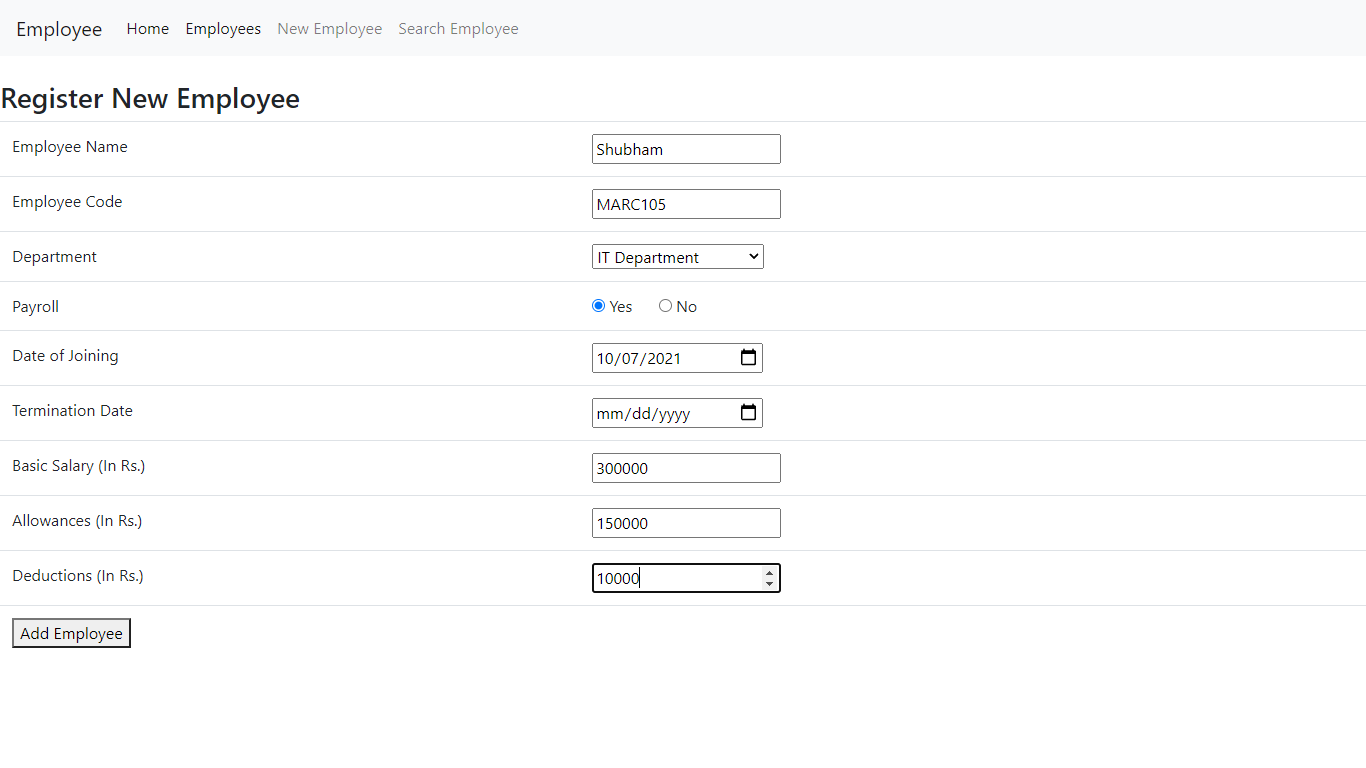 Employee Home Employees New Employee Search Employee
Register New Employee
Employee Name Shubham
Employee Code MARC105
Department IT Department
Payroll Yes No
Date of Joining 10/07/2021
Termination Date mm/dd/yyyy
Basic Salary (In Rs.) 300000
Allowances (In Rs.) 150000
Deductions (In Rs.) 10000
Add Employee